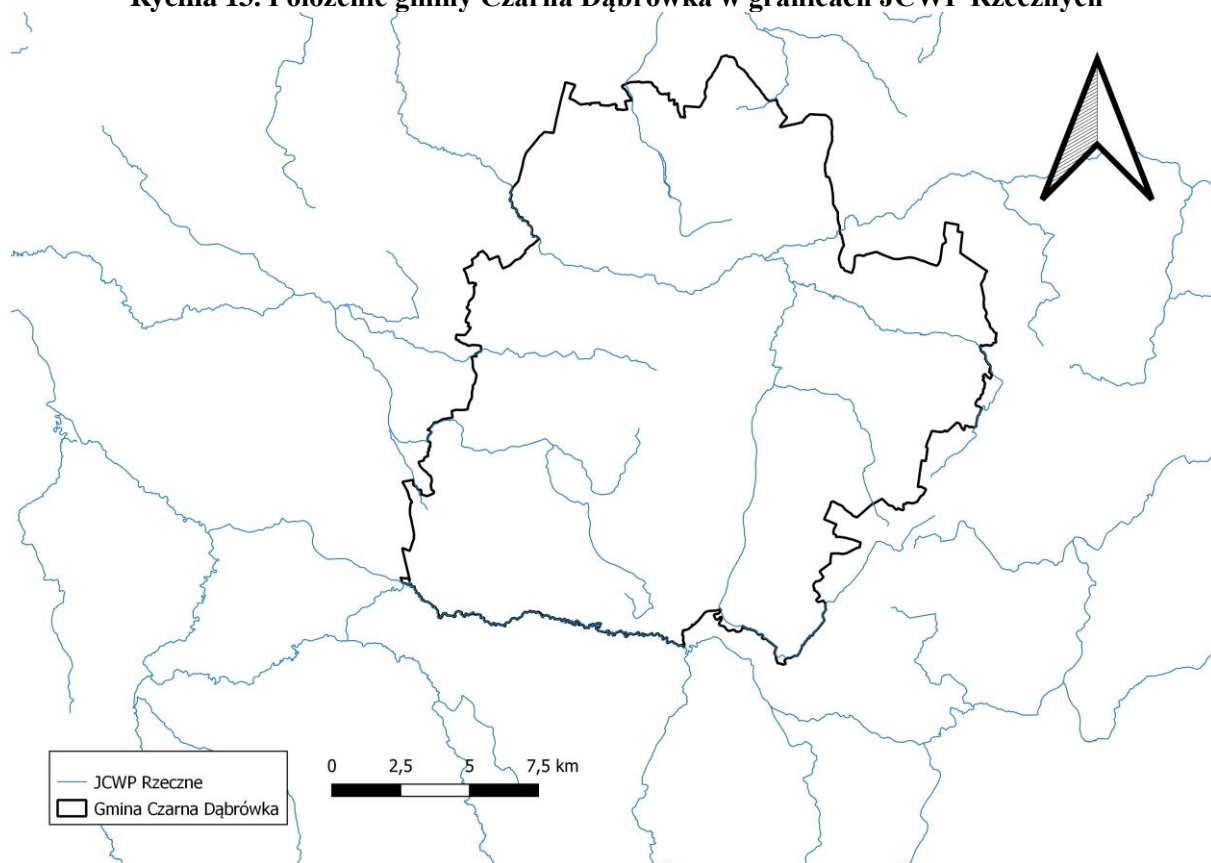 Rycina 13. Położenie gminy Czarna Dąbrówka w granicach JCWP Rzecznych
JCWP Rzeczne
Gmina Czarna Dąbrówka
0 2,5 5 7,5 km